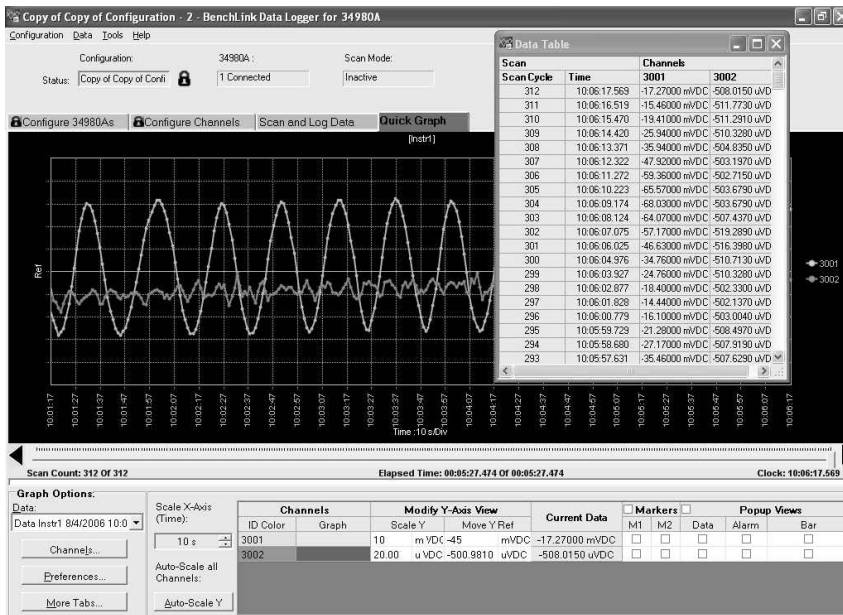 Copy of Copy of Configuration - 2 - BenchLink Data Logger for 34980A
Configuration Data Tools Help
Configuration: 34980A : Scan Mode:
Status: Copy of Copy of Confi 1 Connected Inactive
Configure 34980As Configure Channels Scan and Log Data Quick Graph
[Instr1]
Ref
10:01:17 10:01:27 10:01:37 10:01:47 10:01:57 10:02:07 10:02:17 10:02:27 10:02:37 10:02:47 10:02:57 10:03:07 10:03:17 10:03:27 10:03:37 10:03:47 10:03:57 10:04:07 10:04:17 10:04:27 10:04:37 10:04:47 10:04:57 10:05:07 10:05:17 10:05:27 10:05:37 10:05:47 10:05:57 10:06:07 10:06:17
Time :10 s/Div
3001
3002
Data Table
Scan Channels
Scan Cycle Time 3001 3002
312 10:06:17.569 -17.27000 mVDC -508.0150 uVD
311 10:06:16.519 -15.46000 mVDC -511.7730 uVD
310 10:06:15.470 -19.41000 mVDC -511.2910 uVD
309 10:06:14.420 -25.94000 mVDC -510.3280 uVD
308 10:06:13.371 -35.94000 mVDC -504.8350 uVD
307 10:06:12.322 -47.92000 mVDC -503.1970 uVD
306 10:06:11.272 -59.36000 mVDC -502.7150 uVD
305 10:06:10.223 -65.57000 mVDC -503.6790 uVD
304 10:06:09.174 -68.03000 mVDC -503.6790 uVD
303 10:06:08.124 -64.07000 mVDC -507.4370 uVD
302 10:06:07.075 -57.17000 mVDC -519.2890 uVD
301 10:06:06.025 -46.63000 mVDC -516.3980 uVD
300 10:06:04.976 -34.76000 mVDC -510.7130 uVD
299 10:06:03.927 -24.76000 mVDC -510.3280 uVD
298 10:06:02.877 -18.40000 mVDC -502.3300 uVD
297 10:06:01.828 -14.44000 mVDC -502.1370 uVD
296 10:06:00.779 -16.10000 mVDC -503.0040 uVD
295 10:05:59.729 -21.28000 mVDC -508.4970 uVD
294 10:05:58.680 -27.17000 mVDC -507.9190 uVD
293 10:05:57.631 -35.46000 mVDC -507.6290 uVD
Scan Count: 312 Of 312 Elapsed Time: 00:05:27.474 Of 00:05:27.474 Clock: 10:06:17.569
Graph Options:
Data:
Data Instr1 8/4/2006 10:0
Channels...
Preferences...
More Tabs...
Scale X-Axis
(Time):
10 s
Auto-Scale all
Channels:
Auto-Scale Y
Channels Modify Y-Axis View Current Data Markers Popup Views
ID Color Graph Scale Y Move Y Ref M1 M2 Data Alarm Bar
3001 10 m VDC -45 mVDC -17.27000 mVDC
3002 20.00 u VDC -500.9810 uVDC -508.0150 uVDC